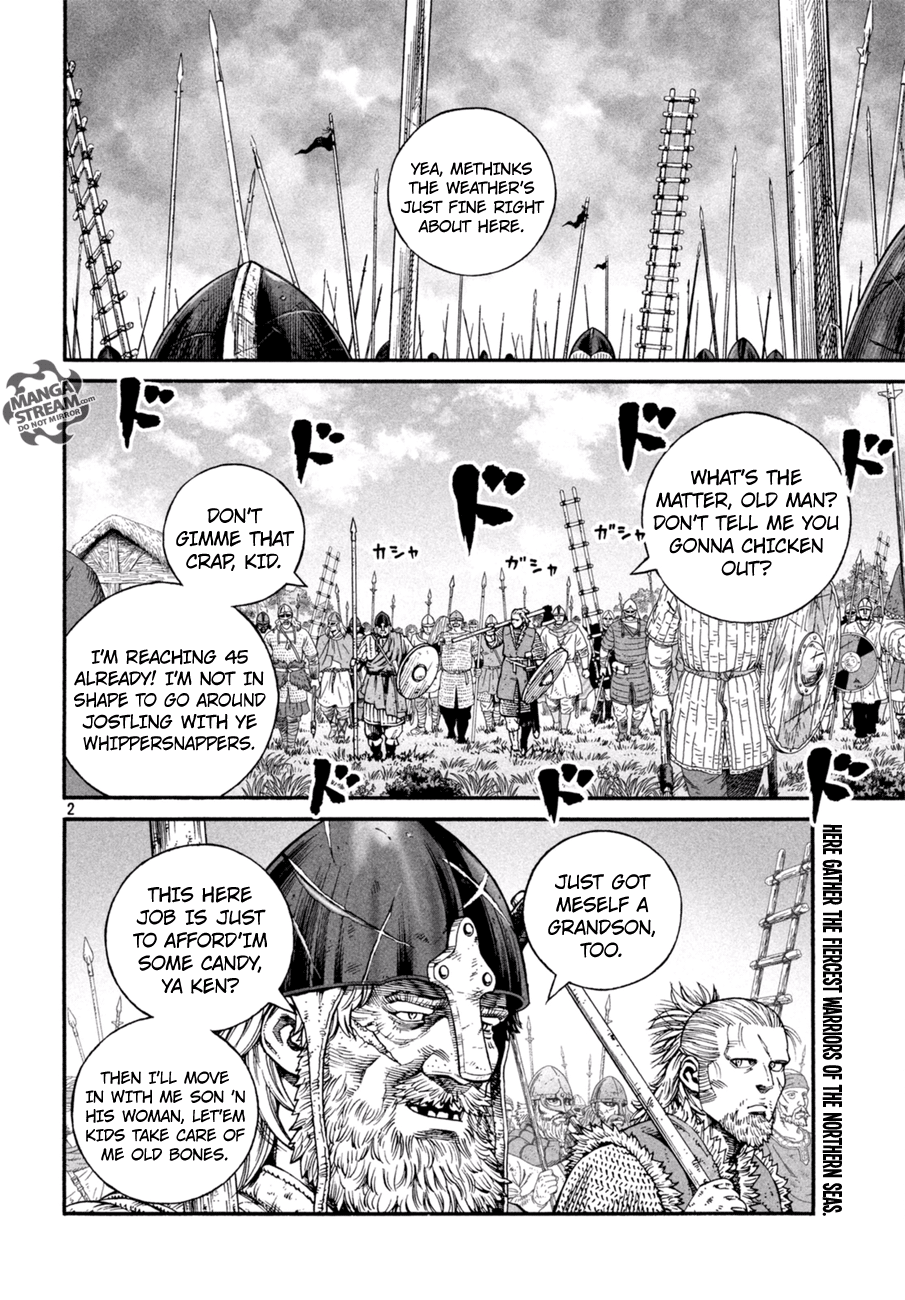 YEA, METHINKS
THE WEATHER'S
JUST FINE RIGHT
ABOUT HERE.
MANGA
STREAM.com
DO NOT MIRROR
ド
ド
ド
ド
ド
WHAT'S THE
MATTER, OLD MAN?
DON'T TELL ME YOU
GONNA CHICKEN
OUT?
ガシャ
ガシャ
ガシャ
DON'T
GIMME THAT
CRAP, KID.
I'M REACHING 45
ALREADY! I'M NOT IN
SHAPE TO GO AROUND
JOSTLING WITH YE
WHIPPERSNAPPERS.
ド
ド
ド
2
HERE GATHER THE FIERCEST WARRIORS OF THE NORTHERN SEAS.
JUST GOT
MESELF A
GRANDSON,
TOO.
THIS HERE
JOB IS JUST
TO AFFORD'IM
SOME CANDY,
YA KEN?
THEN I'LL MOVE
IN WITH ME SON 'N
HIS WOMAN, LET'EM
KIDS TAKE CARE OF
ME OLD BONES.